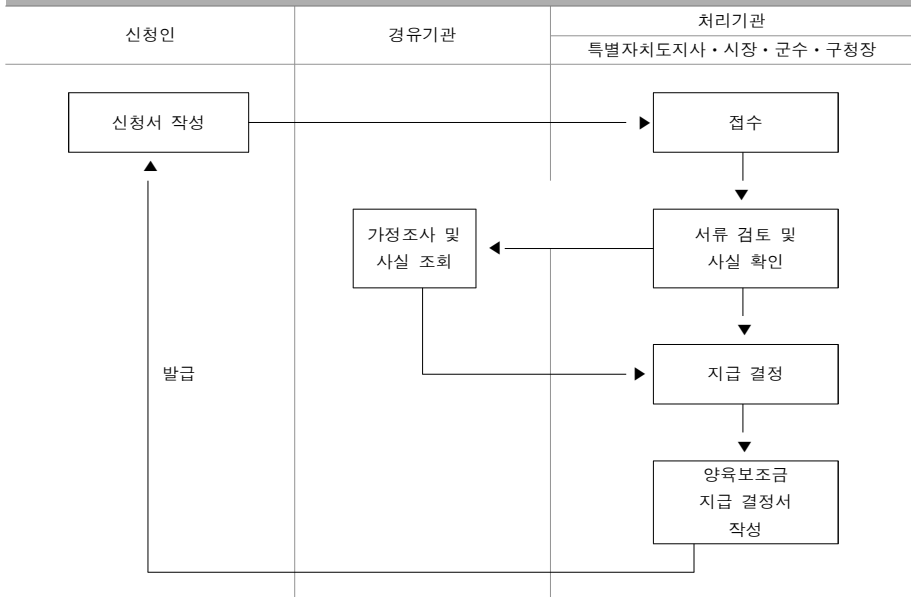 신청인
경유기관
처리기관
특별자치도지사・시장・군수・구청장
신청서 작성
접수
가정조사 및
사실 조회
서류 검토 및
사실 확인
발급
지급 결정
양육보조금
지급 결정서
작성